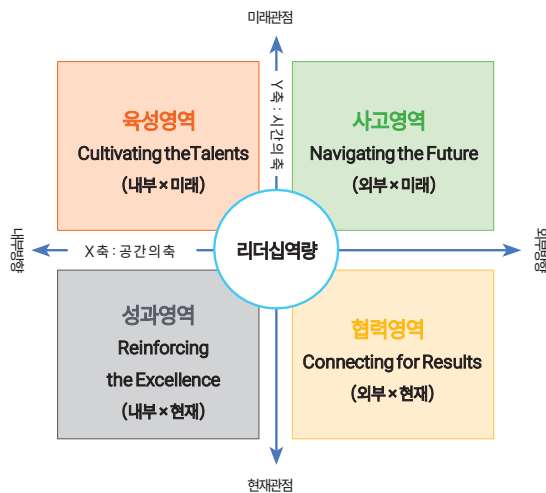 미래관점
Y축 : 시간의 축
육성영역
Cultivating the Talents
(내부 × 미래)
사고영역
Navigating the Future
(외부 × 미래)
내부방향
X축 : 공간의 축
리더십역량
외부방향
성과영역
Reinforcing
the Excellence
(내부 × 현재)
협력영역
Connecting for Results
(외부 × 현재)
현재관점